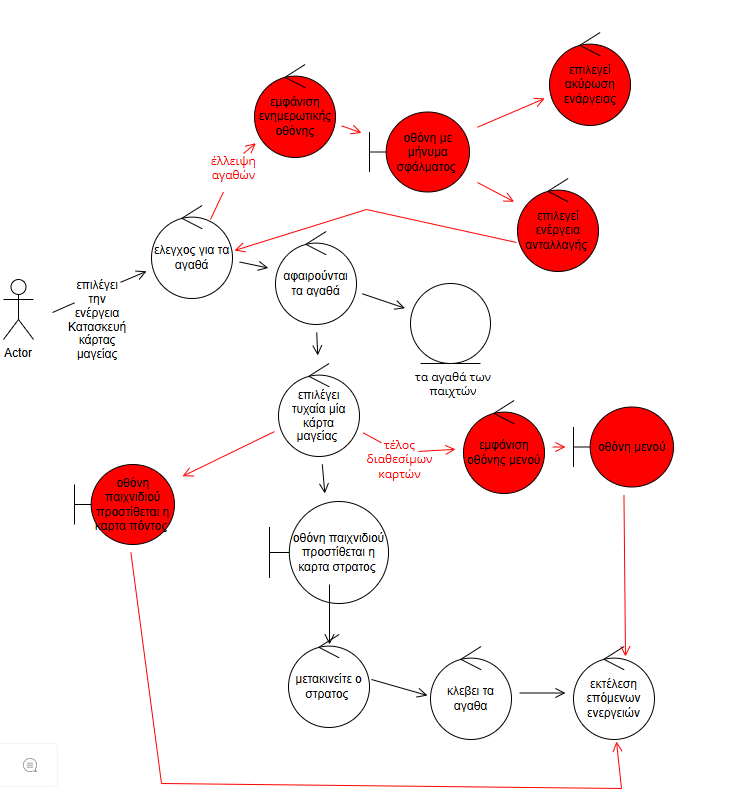 επιλεγεί
ακύρωση
ενάργειας
εμφάνιση
ενημερωτικής
οθόνης
οθόνη με
μήνυμα
σφάλματος
έλλειψη
αγαθών
επιλεγεί
ενέργεια
ανταλλαγής
ελεγχος για τα
αγαθά
αφαιρούνται
τα αγαθά
επιλέγει
την
ενέργεια
Κατασκευή
κάρτας
μαγείας
Actor
τα αγαθά των
παιχτών
επιλέγει
τυχαία μία
κάρτα
μαγείας
τέλος
διαθεσίμων
καρτών
εμφάνιση
οθόνης μενού
οθόνη μενού
οθόνη
παιχνιδιού
προστίθεται η
καρτα πόντος
οθόνη παιχνιδιού
προστίθεται η
καρτα στρατος
μετακινείτε ο
στρατος
κλεβει τα
αγαθα
εκτέλεση
επόμενων
ενεργειών